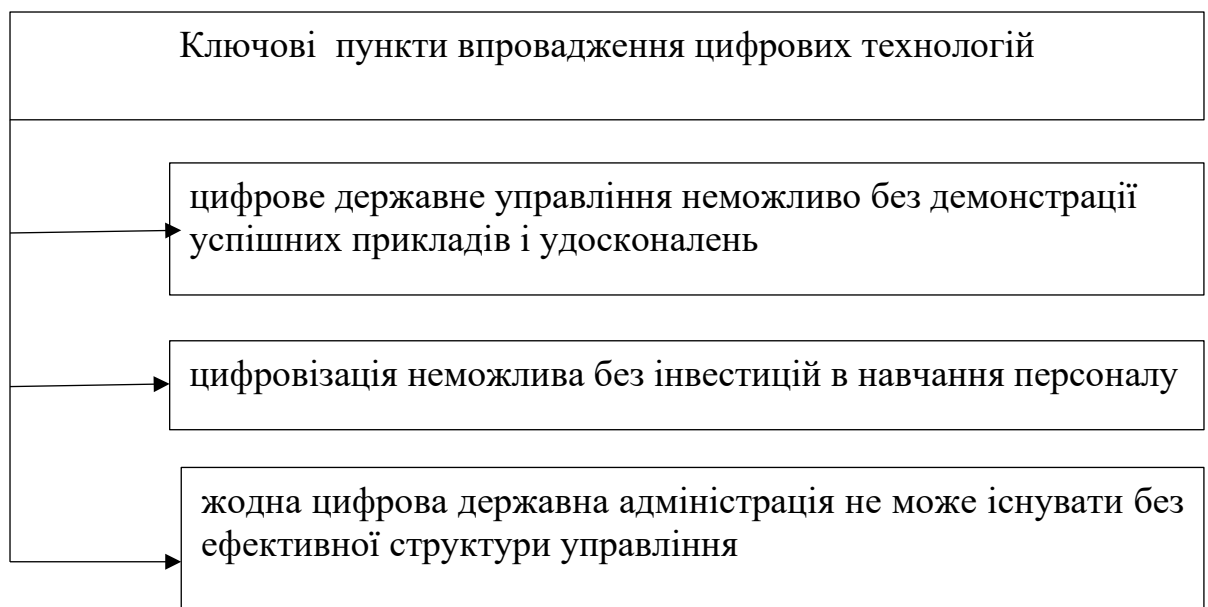 Ключові пункти впровадження цифрових технологій
цифрове державне управління неможливо без демонстрації
успішних прикладів і удосконалень
цифровізація неможлива без інвестицій в навчання персоналу
жодна цифрова державна адміністрація не може існувати без
ефективної структури управління